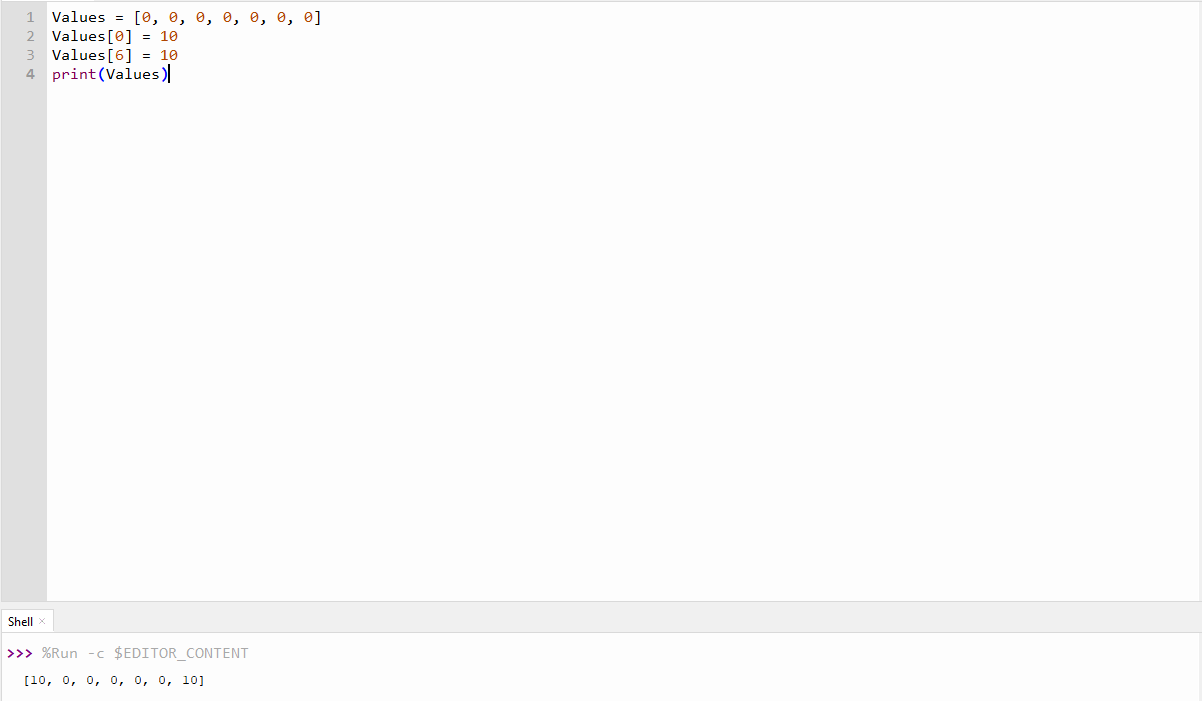 1 Values = [0, 0, 0, 0, 0, 0, 0]
2 Values[0] = 10
3 Values[6] = 10
4 print(Values)
Shell ×
>>> %Run -c $EDITOR_CONTENT
[10, 0, 0, 0, 0, 0, 10]